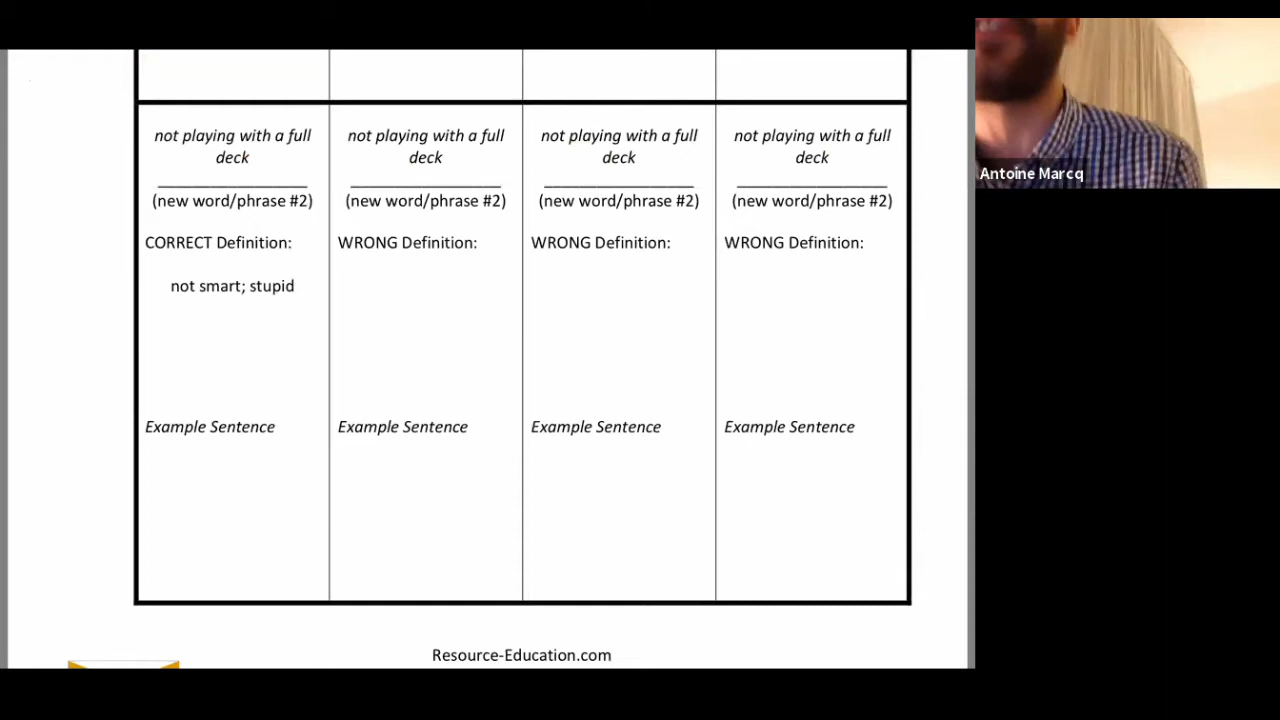 not playing with a full
deck
(new word/phrase #2)
CORRECT Definition:
not smart; stupid
Example Sentence
not playing with a full
deck
(new word/phrase #2)
WRONG Definition:
Example Sentence
not playing with a full
deck
(new word/phrase #2)
WRONG Definition:
Example Sentence
not playing with a full
deck
(new word/phrase #2)
WRONG Definition:
Example Sentence
Resource-Education.com
Antoine Marcq